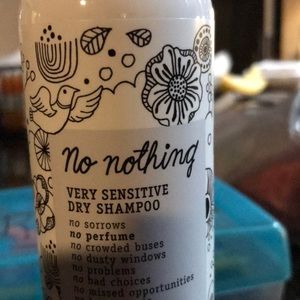 No nothing
VERY SENSITIVE
DRY SHAMPOO
no sorrows
no perfume
no crowded buses
no dusty windows
no problems
no bad choices
no missed opportunities